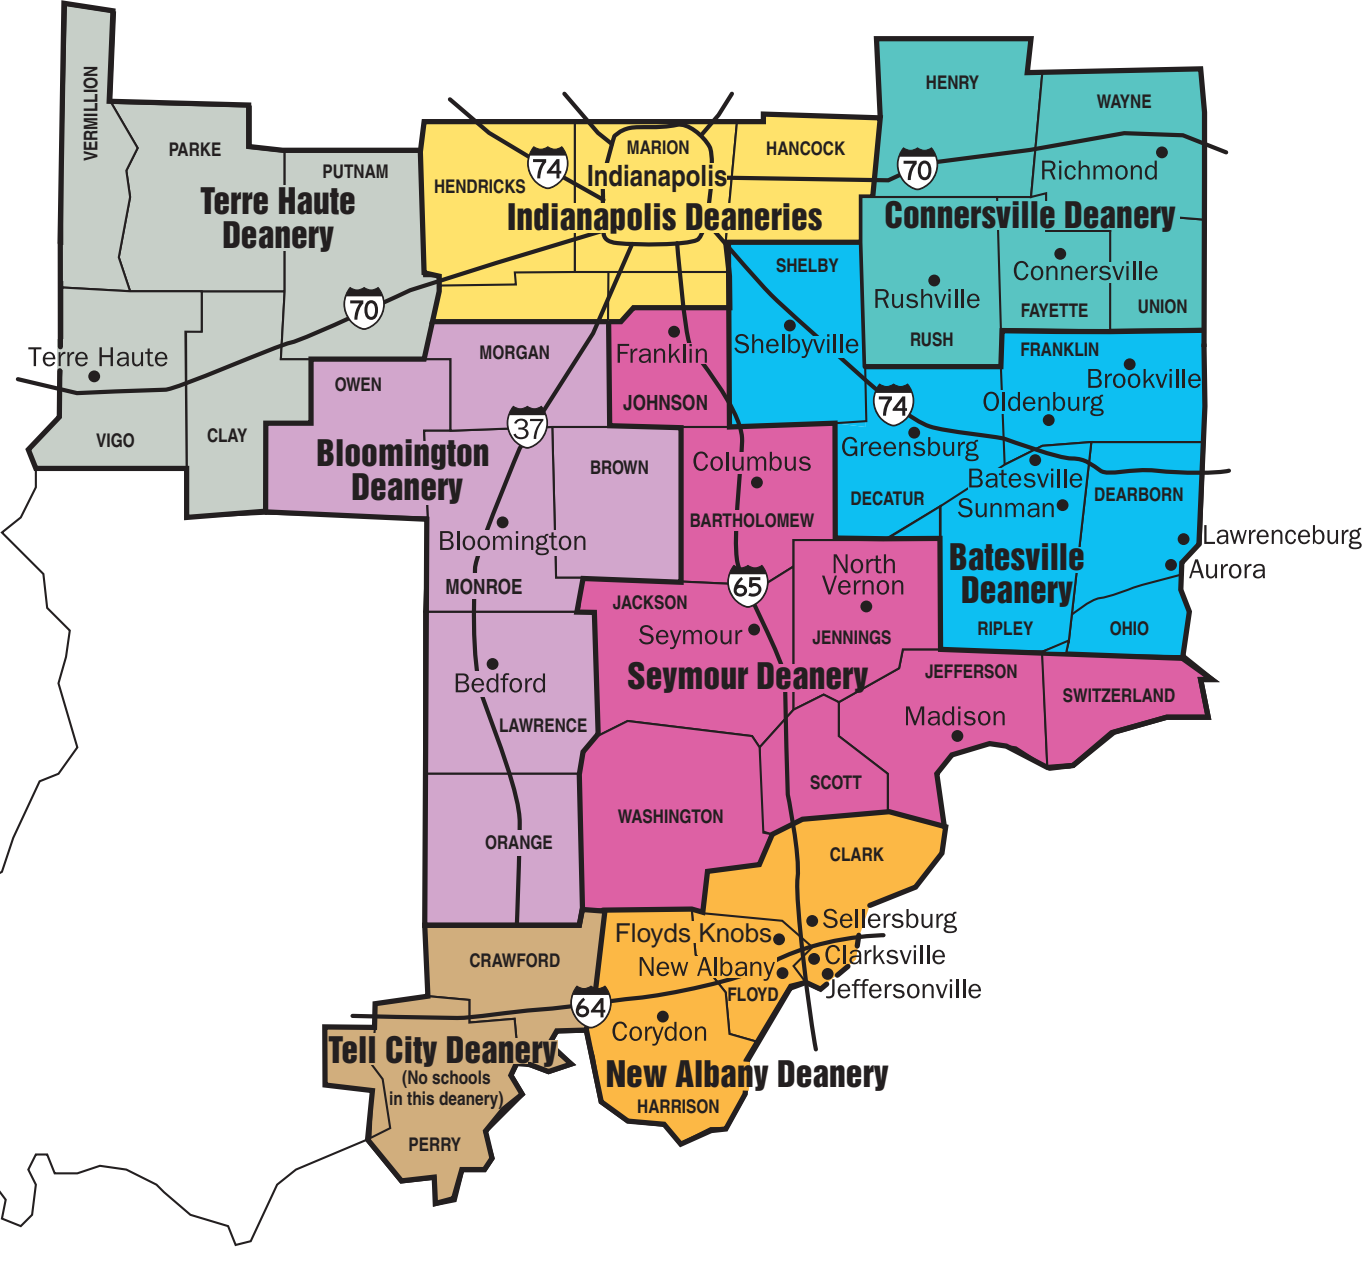 VERMILLION
PARKE
PUTNAM
Terre Haute
Deanery
70
Terre Haute
VIGO
CLAY
HENDRICKS
74
MARION
Indianapolis
HANCOCK
Indianapolis Deaneries
HENRY
WAYNE
70
Richmond
Connersville Deanery
Connersville
Rushville
FAYETTE
UNION
RUSH
SHELBY
Shelbyville
MORGAN
OWEN
37
Bloomington
Deanery
BROWN
Bloomington
MONROE
Bedford
LAWRENCE
ORANGE
Franklin
JOHNSON
Columbus
BARTHOLOMEW
65
North
Vernon
JACKSON
Seymour
JENNINGS
Seymour Deanery
JEFFERSON
SWITZERLAND
Madison
SCOTT
WASHINGTON
FRANKLIN
Brookville
74
Oldenburg
Greensburg
Batesville
DECATUR
Sunman
DEARBORN
Lawrenceburg
Batesville
Deanery
Aurora
RIPLEY
OHIO
CLARK
Sellersburg
Floyds Knobs
Clarksville
New Albany
Jeffersonville
FLOYD
Corydon
New Albany Deanery
HARRISON
CRAWFORD
64
Tell City Deanery
(No schools
in this deanery)
PERRY